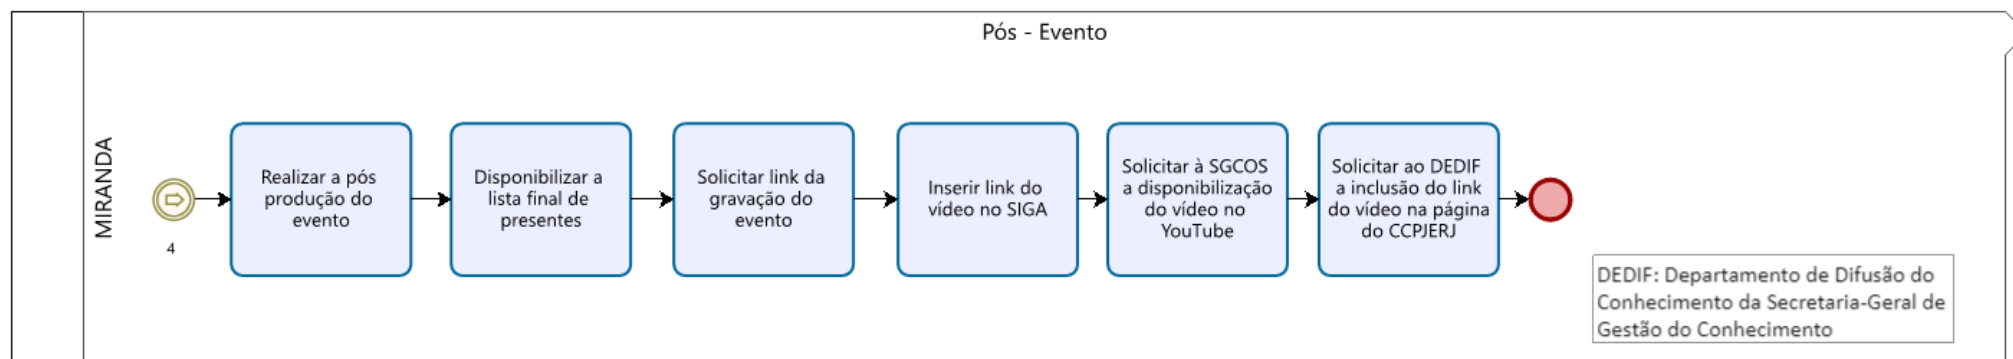 Pós - Evento
MIRANDA
4
Realizar a pós
produção do
evento
Disponibilizar a
lista final de
presentes
Solicitar link da
gravação do
evento
Inserir link do
vídeo no SIGA
Solicitar à SGCOS
a disponibilização
do vídeo no
YouTube
Solicitar ao DEDIF
a inclusão do link
do vídeo na página
do CCPJERJ
DEDIF: Departamento de Difusão do
Conhecimento da Secretaria-Geral de
Gestão do Conhecimento